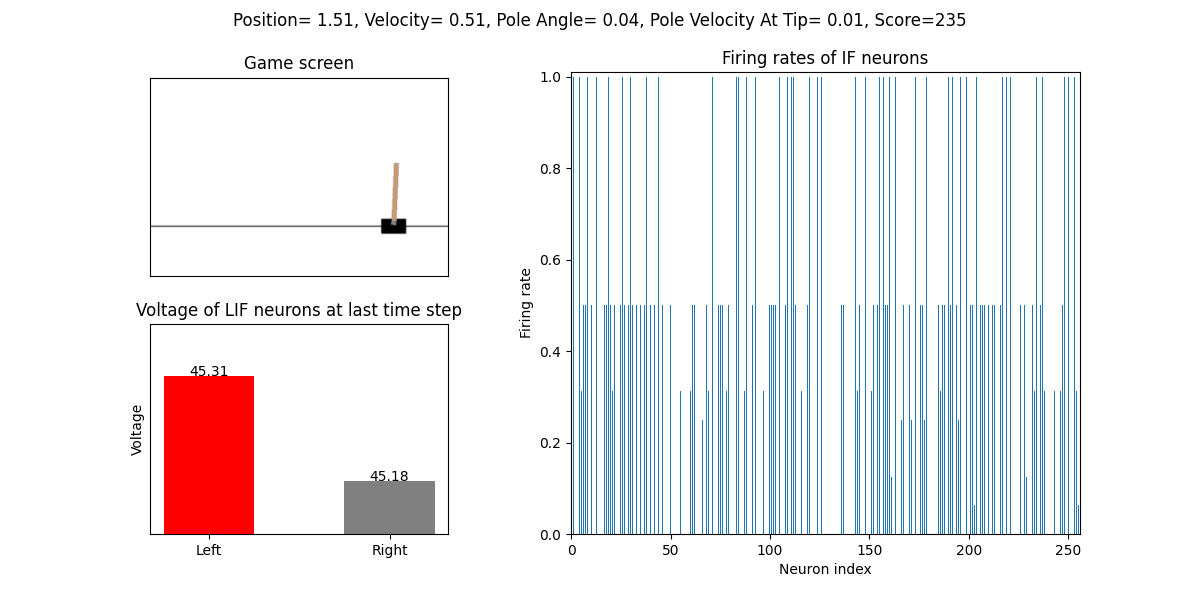 Position= 1.51, Velocity= 0.51, Pole Angle= 0.04, Pole Velocity At Tip= 0.01, Score=235
Game screen
Voltage of LIF neurons at last time step
Voltage
45.31
45.18
Left
Right
Firing rates of IF neurons
Firing rate
1.0
0.8
0.6
0.4
0.2
0.0
0
50
100
150
200
250
Neuron index